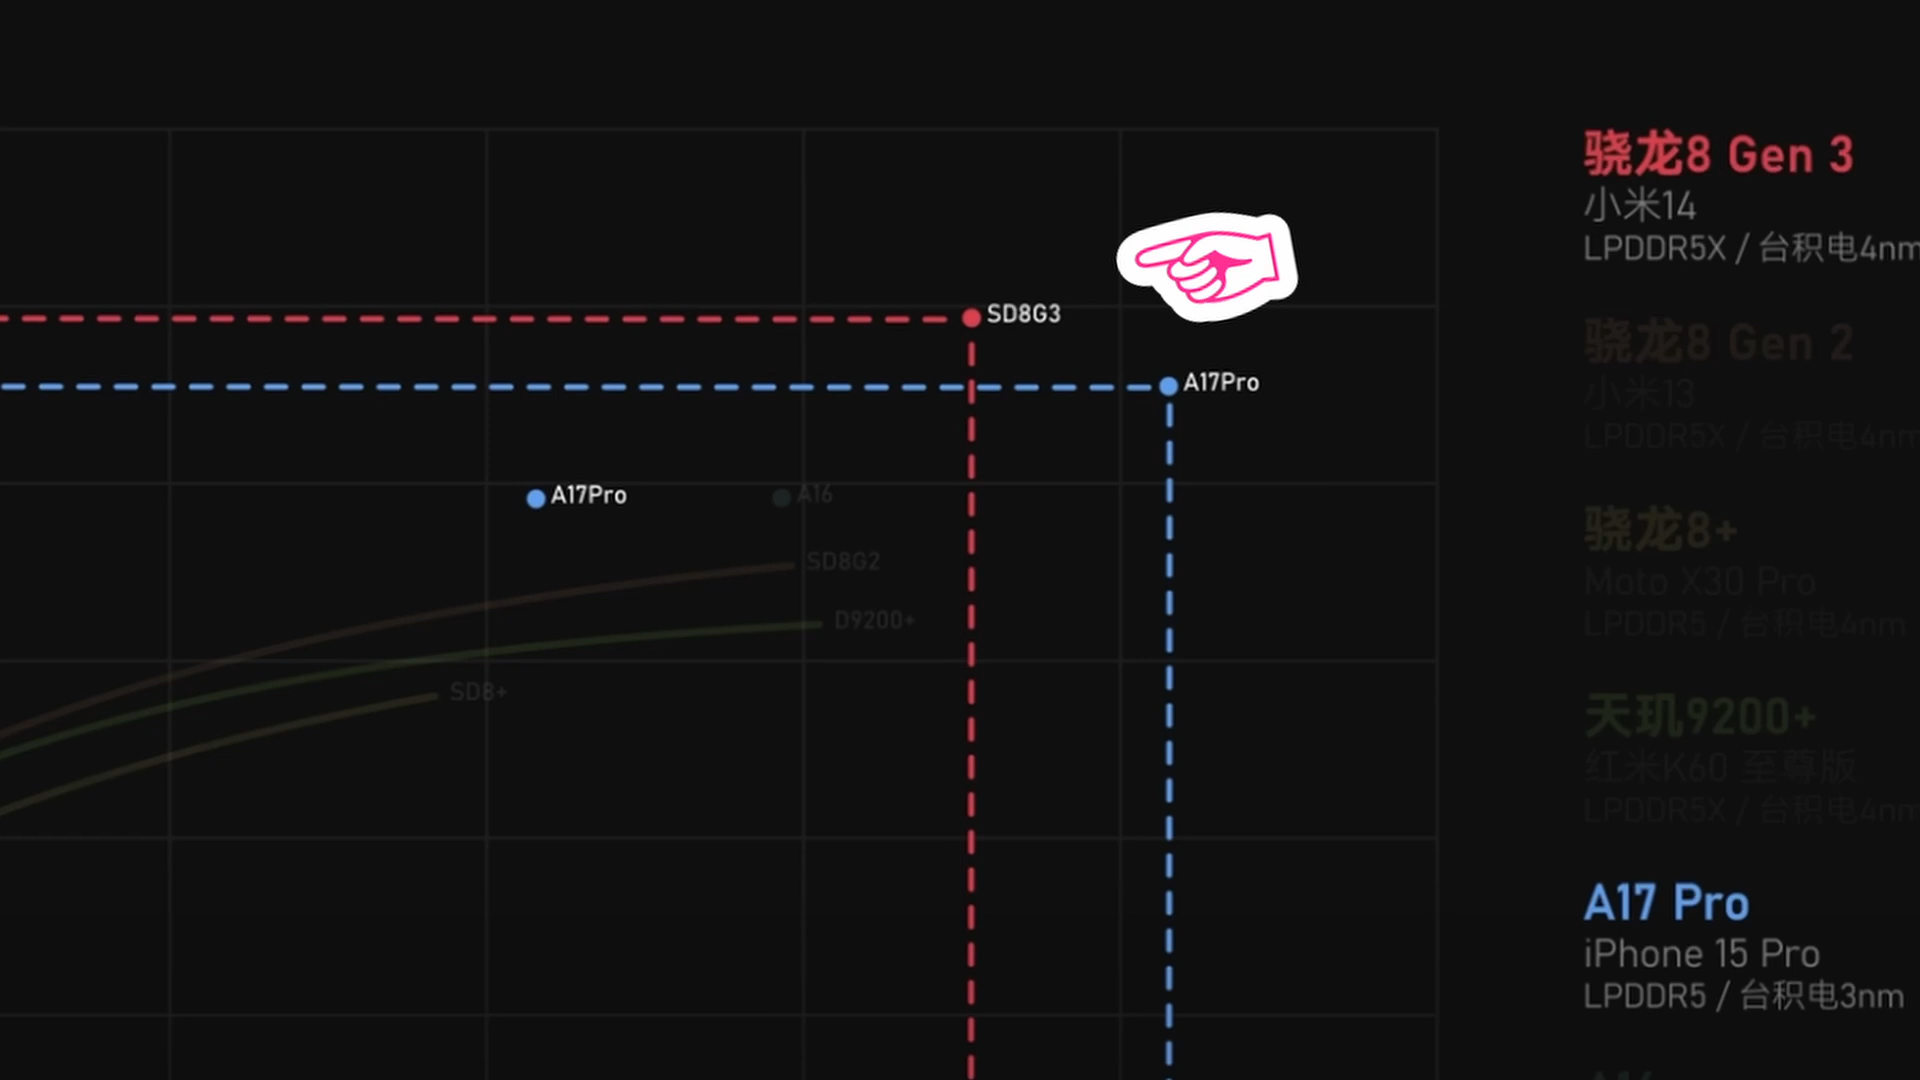 SD8G3
A17Pro
A17Pro
A16
SD8G2
D9200+
SD8+
骁龙8 Gen 3
小米14
LPDDR5X / 台积电4nm
骁龙8 Gen 2
小米13
LPDDR5X / 台积电4nm
骁龙8+
Moto X30 Pro
LPDDR5 / 台积电4nm
天玑9200+
红米K60 至尊版
LPDDR5X / 台积电4nm
A17 Pro
iPhone 15 Pro
LPDDR5 / 台积电3nm